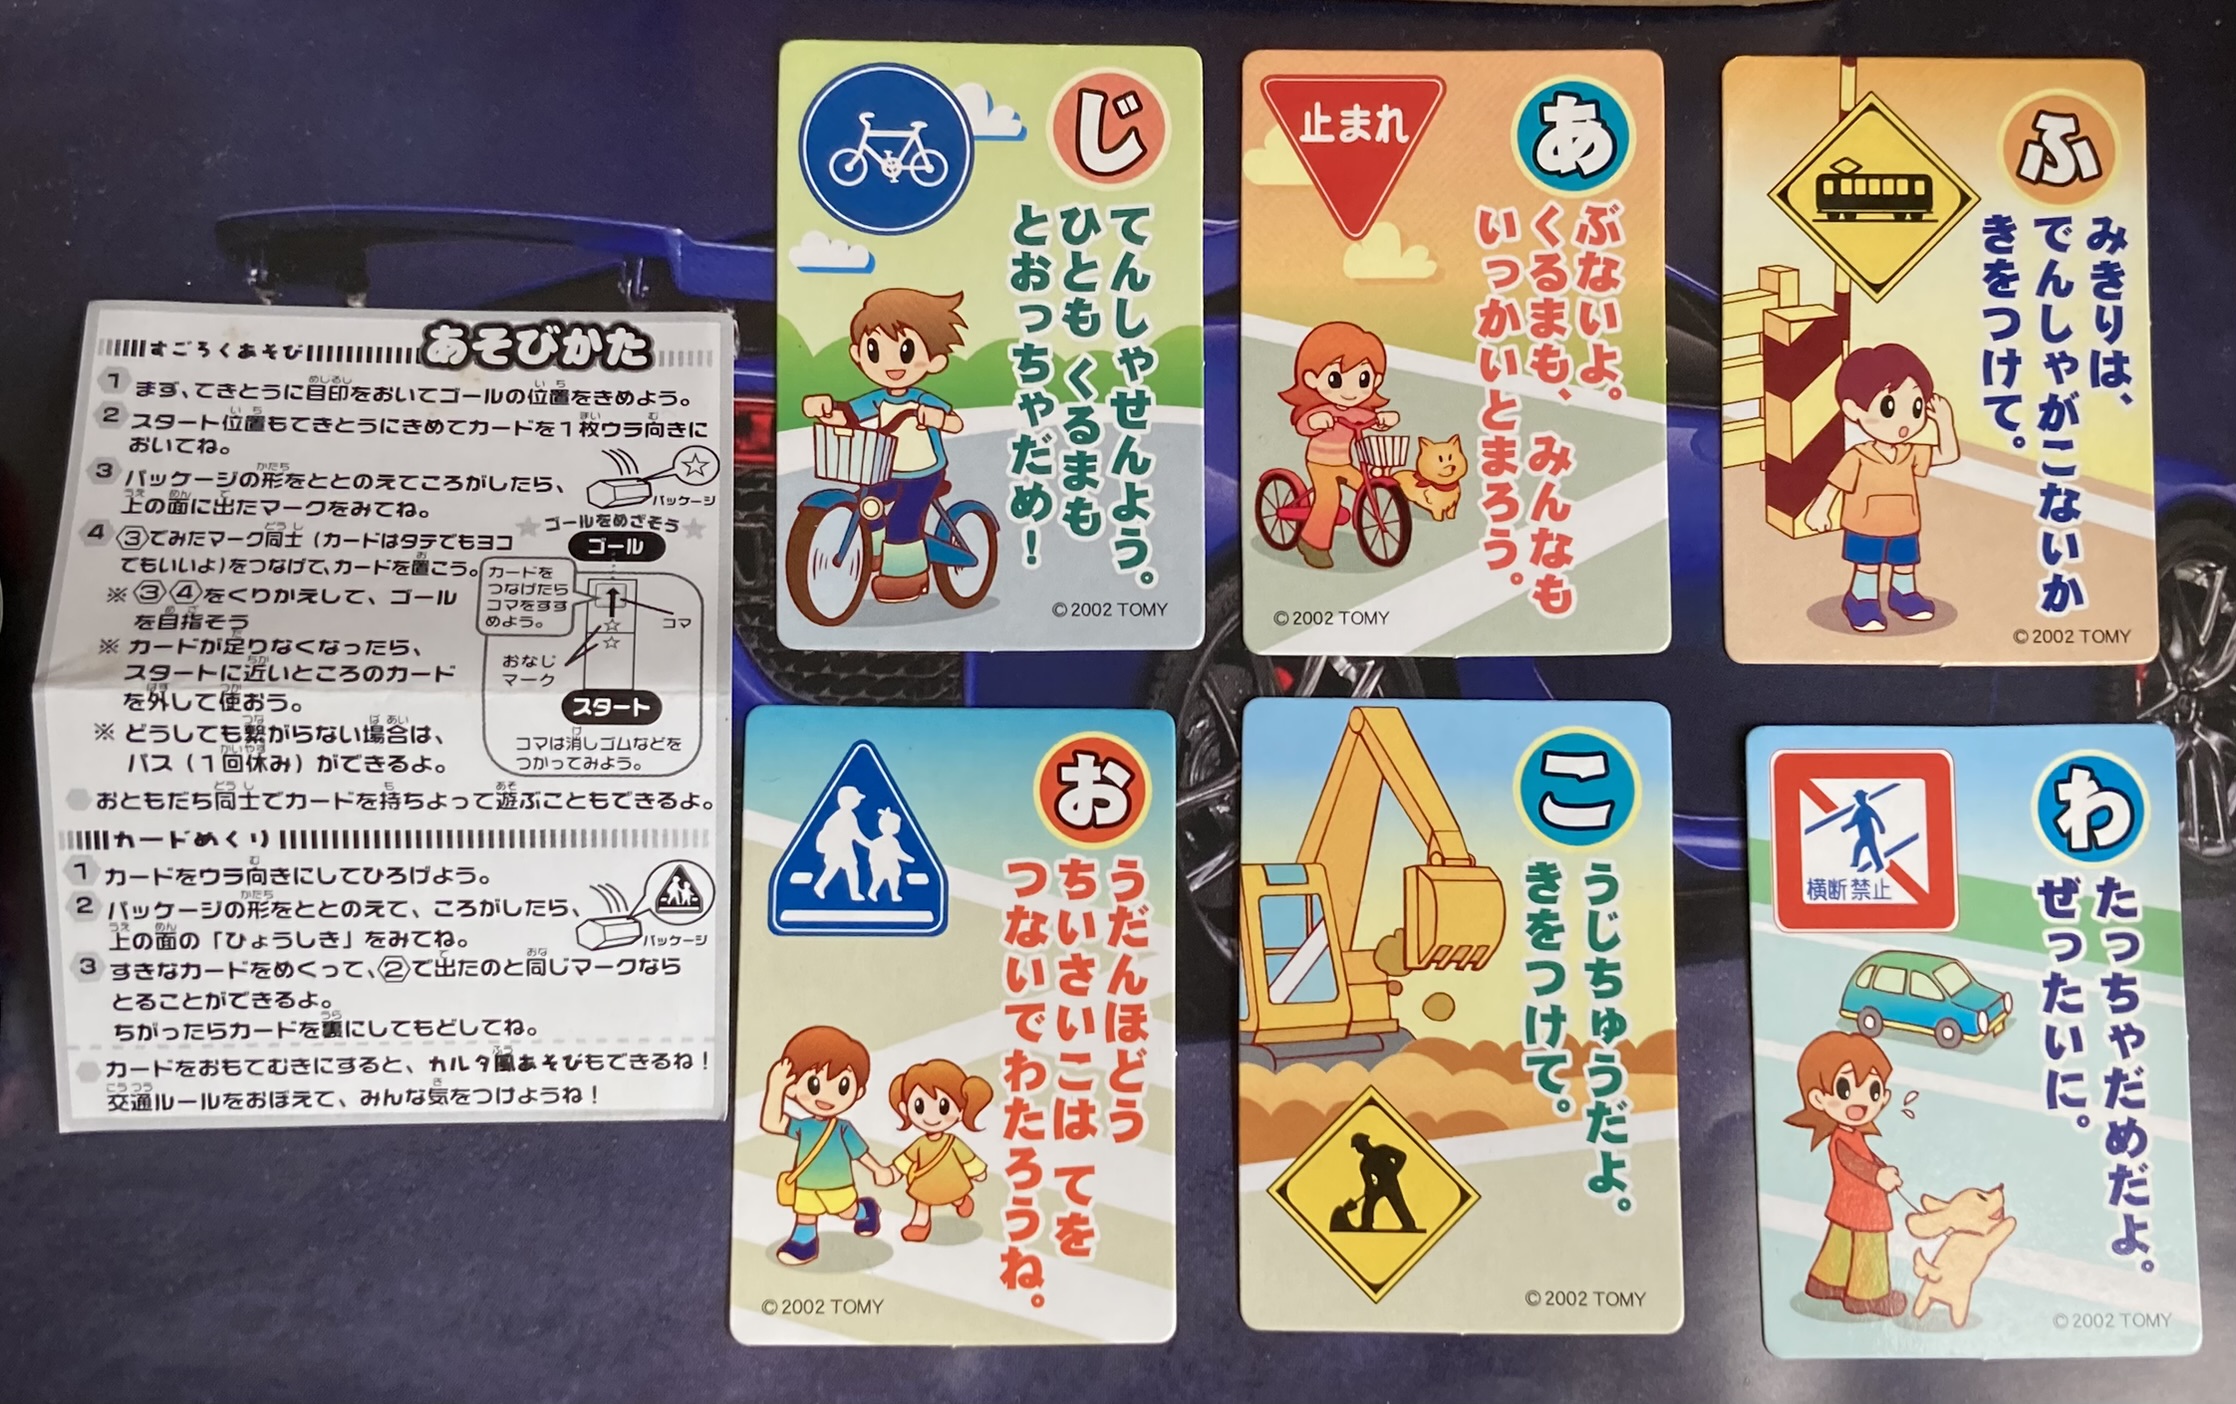 あそびかた
すごろくあそび
1 まず、てきとうに目印をおいてゴールの位置をきめよう。
2 スタート位置もてきとうにきめてカードを1枚ウラ向きに
おいてね。
3 パッケージの形をととのえてころがしたら、
上の面に出たマークをみてね。
パッケージ
4 ③でみたマーク同士（カードはタテでもヨコ
でもいいよ）をつなげて、カードを置こう。
※③④をくりかえして、ゴール
を目指そう
※ カードが足りなくなったら、
スタートに近いところのカード
を外して使おう。
※ どうしても繋がらない場合は、
パス（1回休み）ができるよ。
★ゴールをめざそう★
ゴール
カードを
つなげたら
コマをすす
めよう。
コマ
おなじ
マーク
スタート
コマは消しゴムなどを
つかってみよう。
おともだち同士でカードを持ちよって遊ぶこともできるよ。
カードめくり
1 カードをウラ向きにしてひろげよう。
2 パッケージの形をととのえて、ころがしたら、
上の面の「ひょうしき」をみてね。
パッケージ
3 すきなカードをめくって、②で出たのと同じマークなら
とることができるよ。
ちがったらカードを裏にしてもどしてね。
カードをおもてむきにすると、カルタ風あそびもできるね！
交通ルールをおぼえて、みんな気をつけようね！
じ
てんしゃせんよう。
ひとも くるまも
とおっちゃだめ！
©2002 TOMY
止まれ
あ
ぶないよ。
くるまも、みんなも
いっかいとまろう。
©2002 TOMY
ふ
みきりは、
でんしゃがこないか
きをつけて。
©2002 TOMY
お
うだんほどう
ちいさいこは てを
つないでわたろうね。
©2002 TOMY
こ
うじちゅうだよ。
きをつけて。
©2002 TOMY
横断禁止
わ
たっちゃだめだよ。
ぜったいに。
©2002 TOMY